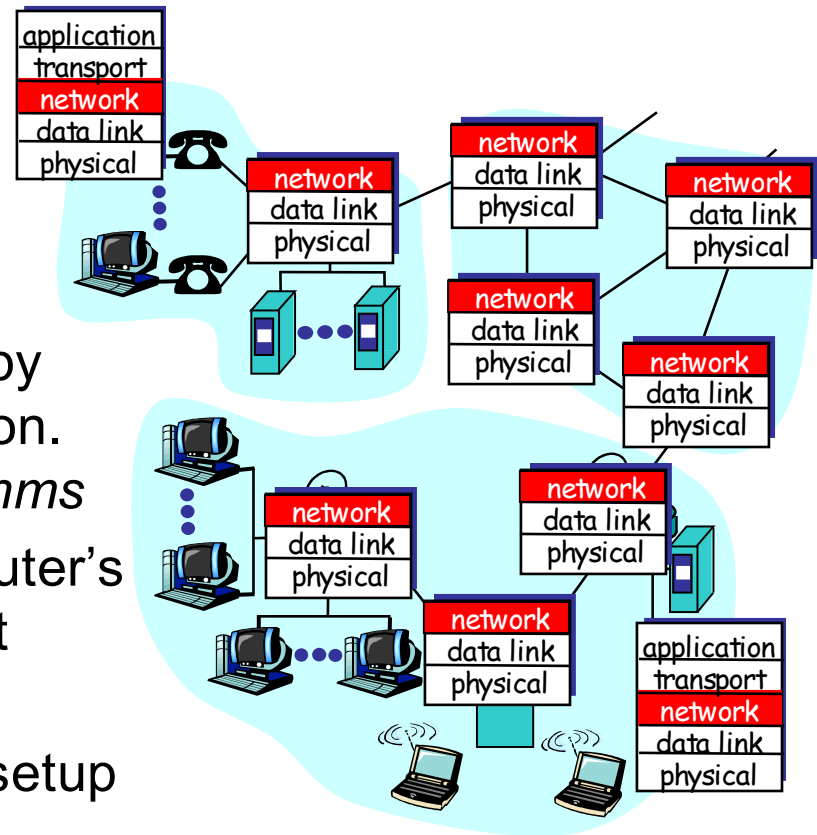 application
transport
network
data link
physical
network
data link
physical
network
data link
physical
network
data link
physical
network
data link
physical
network
data link
physical
by
on.
mms
uter's
t
setup
network
data link
physical
network
data link
physical
network
data link
physical
application
transport
network
data link
physical